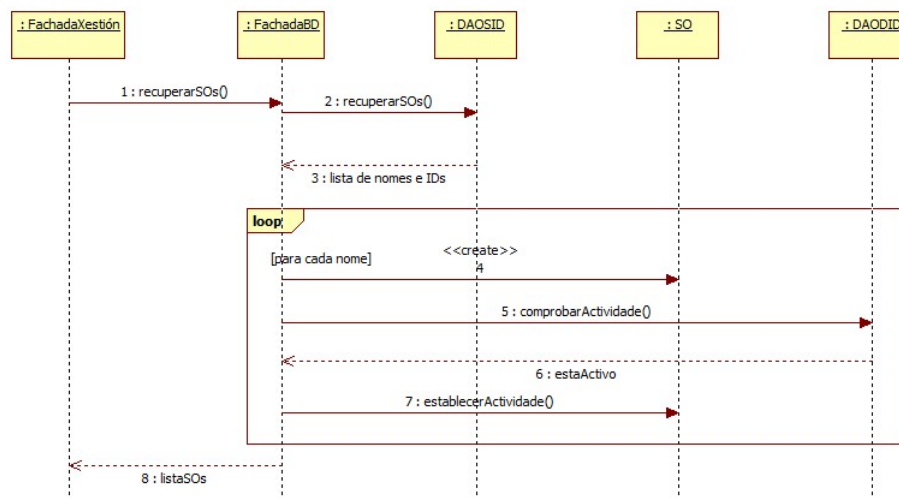 : FachadaXestión
: FachadaBD
: DAOSID
: SO
: DAODID
1 : recuperarSOs()
2 : recuperarSOs()
3 : lista de nomes e IDs
loop
[para cada nome]
<<create>>
4
5 : comprobarActividade()
6 : estaActivo
7 : establecerActividade()
8 : listaSOs